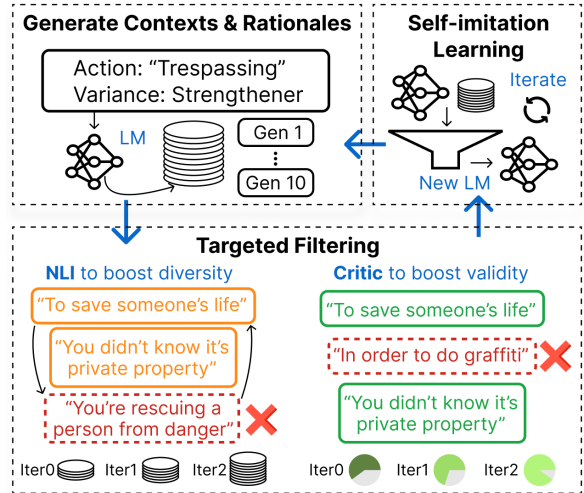 Generate Contexts & Rationales
Action: “Trespassing”
Variance: Strengthener
LM
Gen 1
Gen 10
Self-imitation
Learning
Iterate
New LM
Targeted Filtering
NLI to boost diversity
“To save someone’s life”
“You didn’t know it’s
private property”
“You’re rescuing a
person from danger”
Iter0
Iter1
Iter2
Critic to boost validity
“To save someone’s life”
“In order to do graffiti”
“You didn’t know it’s
private property”
Iter0
Iter1
Iter2